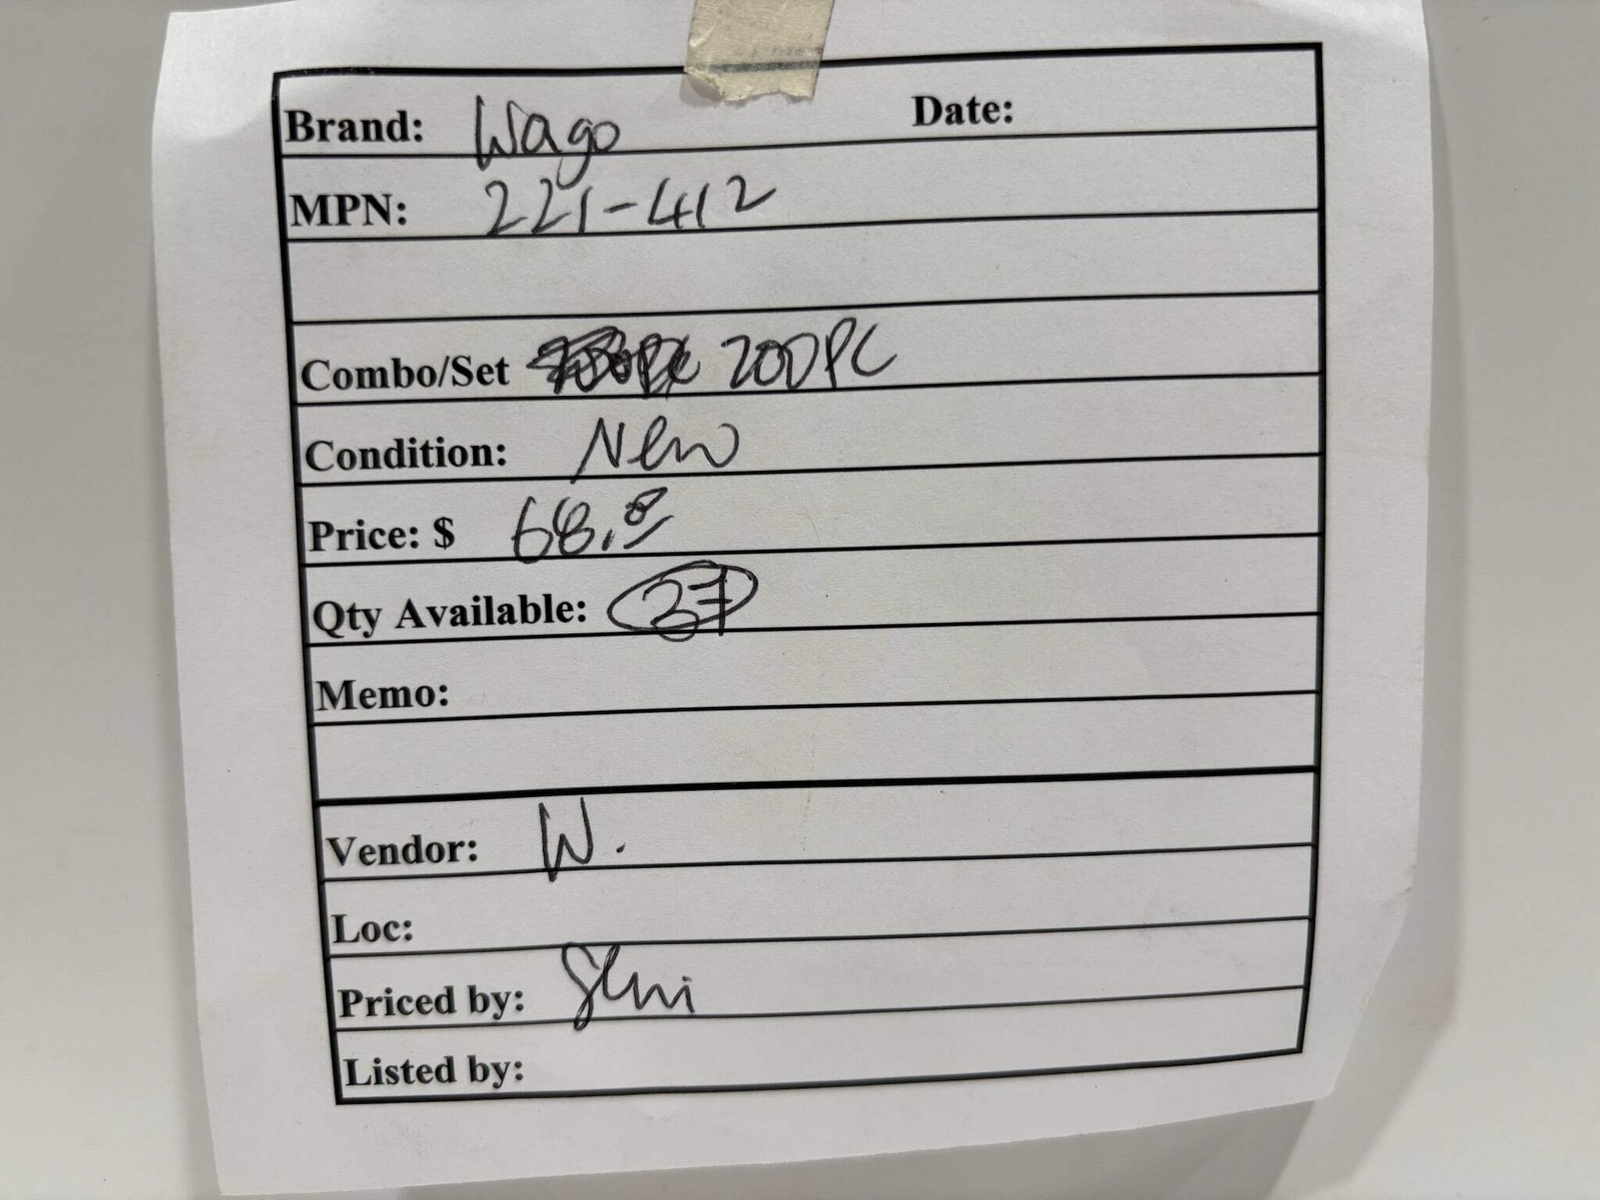 Brand: Wago Date:
MPN: 221-412
Combo/Set 200PC
Condition: New
Price: $ 68.8
Qty Available: 37
Memo:
Vendor: W.
Loc:
Priced by:
Listed by: